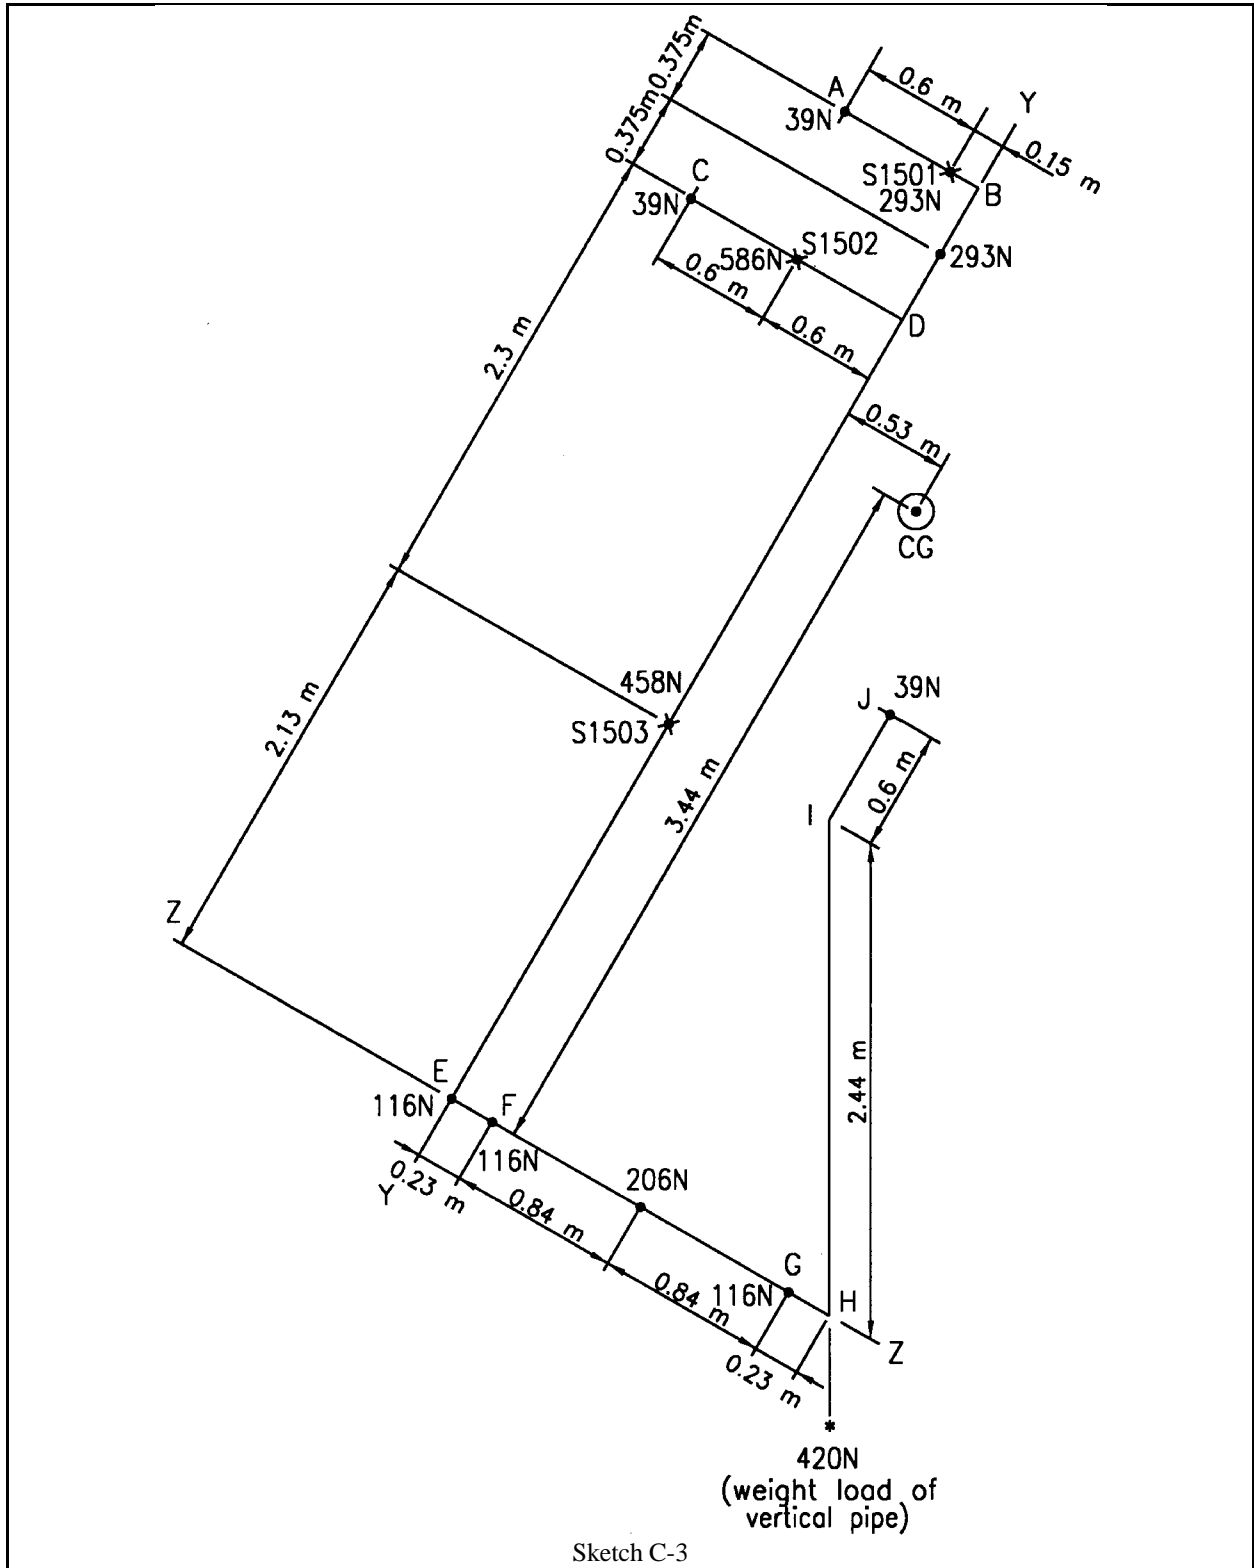 0.375m
0.375m
A
0.6 m
Y
39N
0.15 m
S1501
293N
B
C
39N
S1502
586N
293N
0.6 m
0.6 m
D
2.3 m
0.53 m
CG
458N
S1503
J
39N
2.13 m
3.44 m
0.6 m
I
Z
2.44 m
E
F
116N
116N
0.23 m
Y
206N
0.84 m
G
116N
H
0.84 m
Z
0.23 m
*
420N
(weight load of
vertical pipe)
Sketch C-3